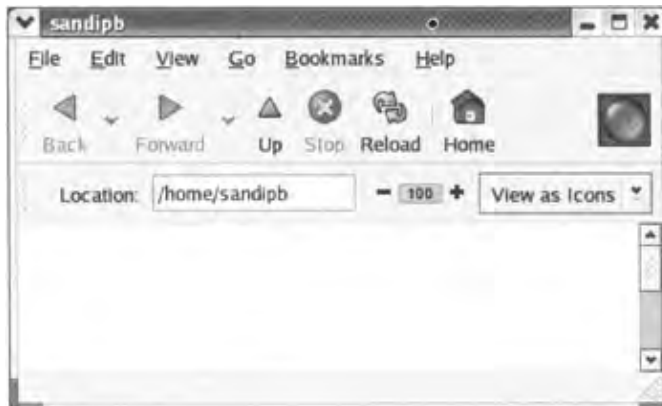 sandipb
File Edit View Go Bookmarks Help
Back Forward Up Stop Reload Home
Location: /home/sandipb 100 View as Icons